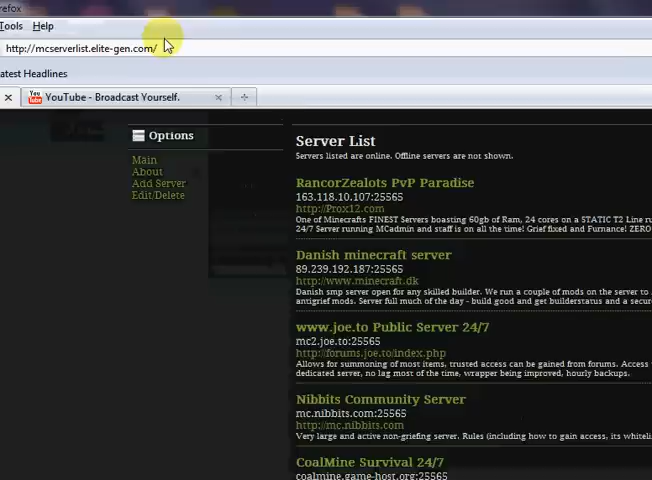 refox
Tools Help
http://mcserverlist.elite-gen.com/
atest Headlines
You Tube YouTube - Broadcast Yourself.
Options
Main
About
Add Server
Edit/Delete
Server List
Servers listed are online. Offline servers are not shown.
RancorZealots PvP Paradise
163.118.10.107:25565
http://Prox12.com
One of Minecrafts FINEST Servers boasting 60gb of Ram, 24 cores on a STATIC T2 Line r
24/7 Server running MCadmin and staff is on all the time! Grief fixed and Furnance! ZERO
Danish minecraft server
89.239.192.187:25565
http://www.minecraft.dk
Danish smp server open for any skilled builder. We run a couple of mods on the server to
antigrief mods. Server full much of the day - build good and get builderstatus and a secur
www.joe.to Public Server 24/7
mc2.joe.to:25565
http://forums.joe.to/index.php
Allows for summoning of most items, trusted access can be gained from forums. Access
dedicated server, no lag most of the time, wrapper being improved, hourly backups.
Nibbits Community Server
mc.nibbits.com:25565
http://mc.nibbits.com
Very large and active non-griefing server. Rules (including how to gain access, its whiteli
CoalMine Survival 24/7
coalmine.game-host.org:25565